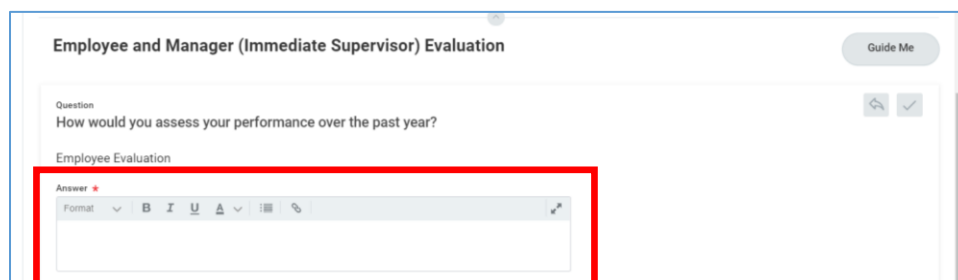 Employee and Manager (Immediate Supervisor) Evaluation
Guide Me
Question
How would you assess your performance over the past year?
Employee Evaluation
Answer *
Format B I U A